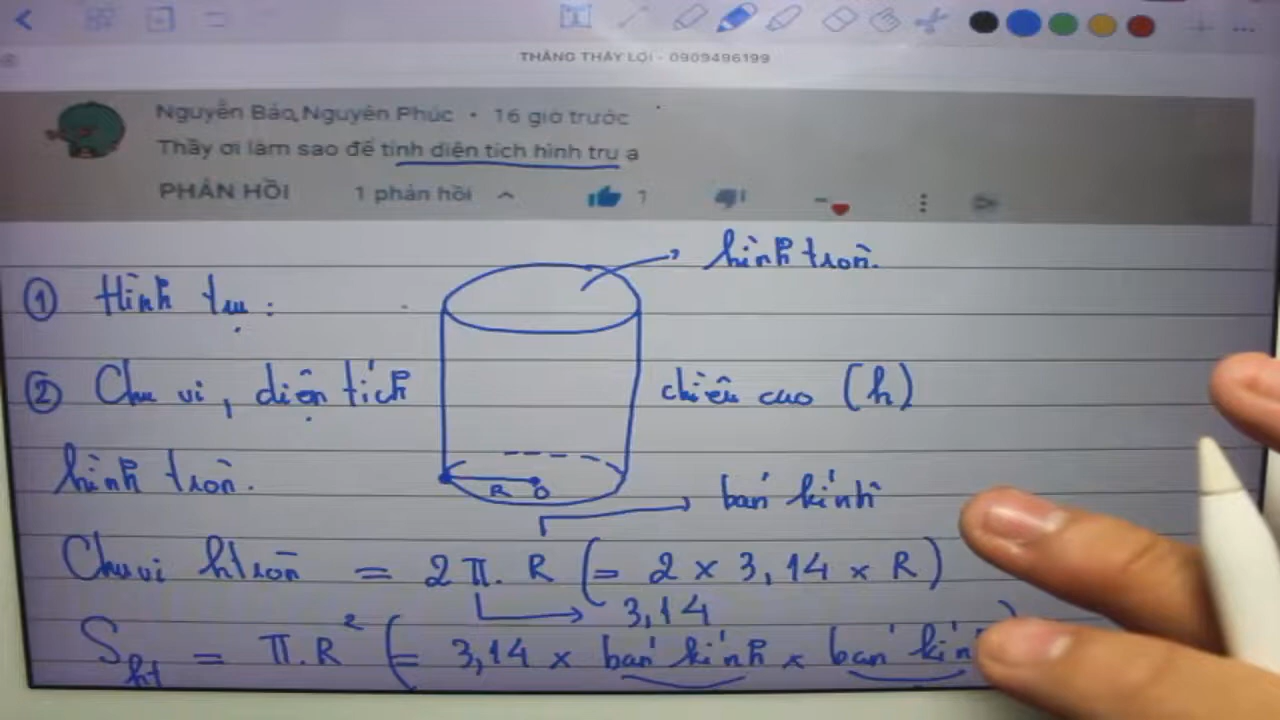 THẮNG THẦY LỢI - 0909496199
Nguyễn Bảo Nguyên Phúc • 16 giờ trước
Thầy ơi làm sao để tính diện tích hình trụ ạ
PHẢN HỒI 1 phản hồi 1
hình tròn.
① Hình trụ :
② Chu vi, diện tích
chiều cao (h)
hình tròn.
R O
bán kính
Chu vi htròn = 2π. R (= 2 x 3,14 x R)
3,14
Sht = π.R² (= 3,14 x bán kính x bán kín )